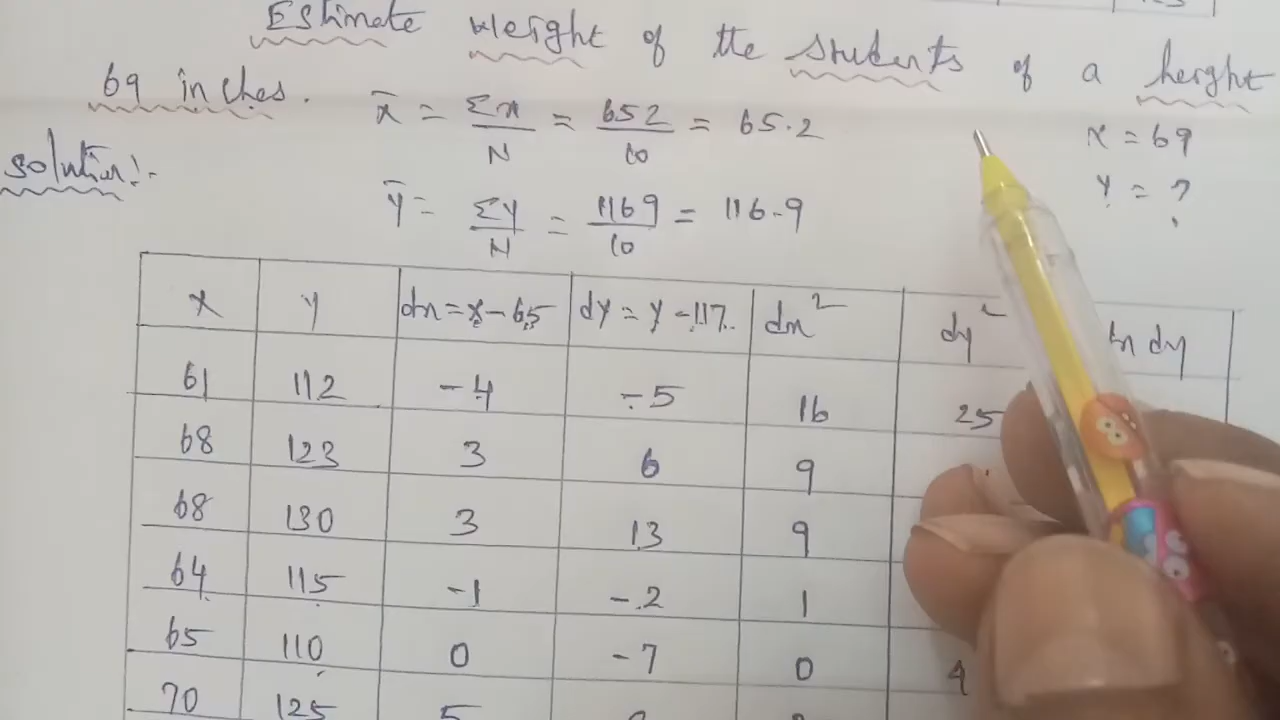 Estimate weight of the students of a height
69 inches. x̄ = Σx/N = 652/10 = 65.2 x = 69
Solution:-
ȳ = Σy/N = 1169/10 = 116.9 y = ?
x y dx = x - 65 dy = y - 117 dx² dy² dy
61 112 -4 -5 16 25
68 123 3 6 9
68 130 3 13 9
64 115 -1 -2 1
65 110 0 -7 0 4
70 125 5